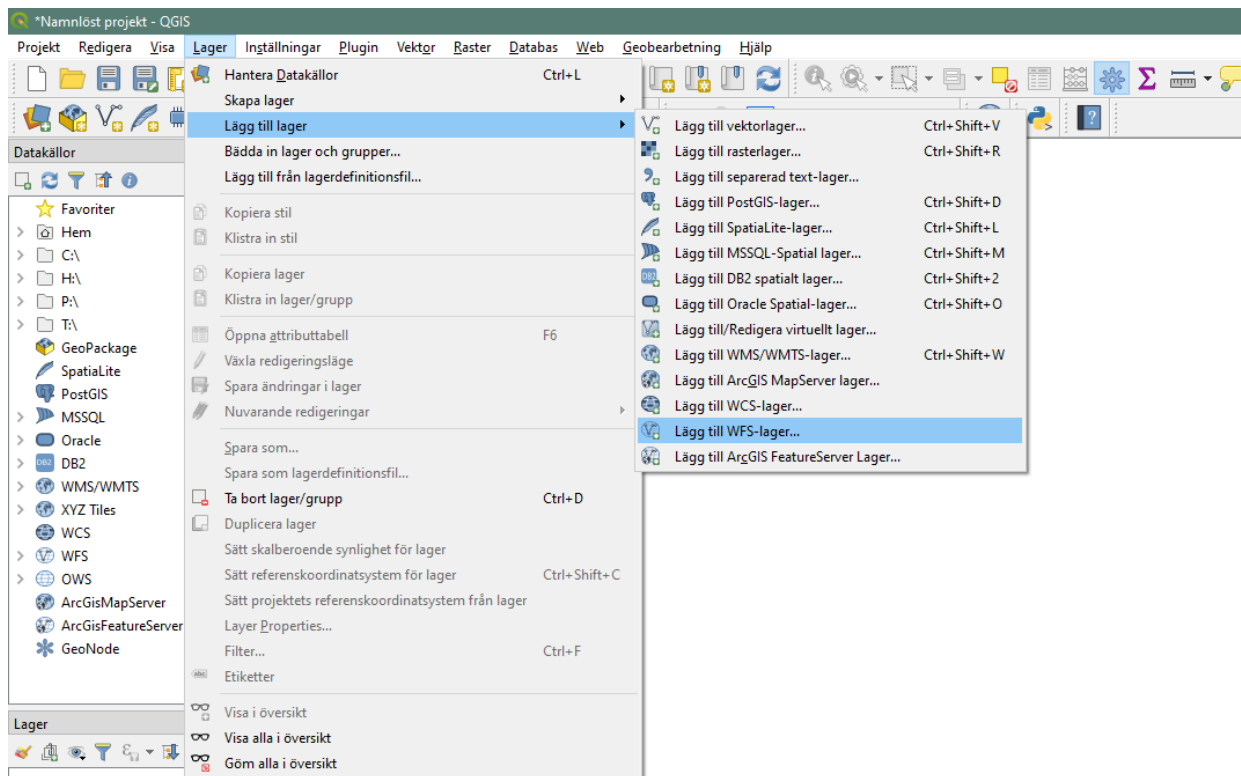 *Namnlöst projekt - QGIS
Projekt Redigera Visa Lager Inställningar Plugin Vektor Raster Databas Web Geobearbetning Hjälp
Hantera Datakällor Ctrl+L
Skapa lager
Lägg till lager
Bädda in lager och grupper...
Lägg till från lagerdefinitionsfil...
Kopiera stil
Klistra in stil
Kopiera lager
Klistra in lager/grupp
Öppna attributtabell F6
Växla redigeringsläge
Spara ändringar i lager
Nuvarande redigeringar
Spara som...
Spara som lagerdefinitionsfil...
Ta bort lager/grupp Ctrl+D
Duplicera lager
Sätt skalberoende synlighet för lager
Sätt referenskoordinatsystem för lager Ctrl+Shift+C
Sätt projektets referenskoordinatsystem från lager
Layer Properties...
Filter... Ctrl+F
abc Etiketter
Visa i översikt
Visa alla i översikt
Göm alla i översikt
Lägg till vektorlager... Ctrl+Shift+V
Lägg till rasterlager... Ctrl+Shift+R
Lägg till separerad text-lager...
Lägg till PostGIS-lager... Ctrl+Shift+D
Lägg till SpatiaLite-lager... Ctrl+Shift+L
Lägg till MSSQL-Spatial lager... Ctrl+Shift+M
DB2 Lägg till DB2 spatialt lager... Ctrl+Shift+2
Lägg till Oracle Spatial-lager... Ctrl+Shift+O
Lägg till/Redigera virtuellt lager...
Lägg till WMS/WMTS-lager... Ctrl+Shift+W
Lägg till ArcGIS MapServer lager...
Lägg till WCS-lager...
Lägg till WFS-lager...
Lägg till ArcGIS FeatureServer Lager...
Datakällor
Favoriter
Hem
C:\
H:\
P:\
T:\
GeoPackage
SpatiaLite
PostGIS
MSSQL
Oracle
DB2 DB2
WMS/WMTS
XYZ Tiles
WCS
WFS
OWS
ArcGisMapServer
ArcGisFeatureServer
GeoNode
Lager